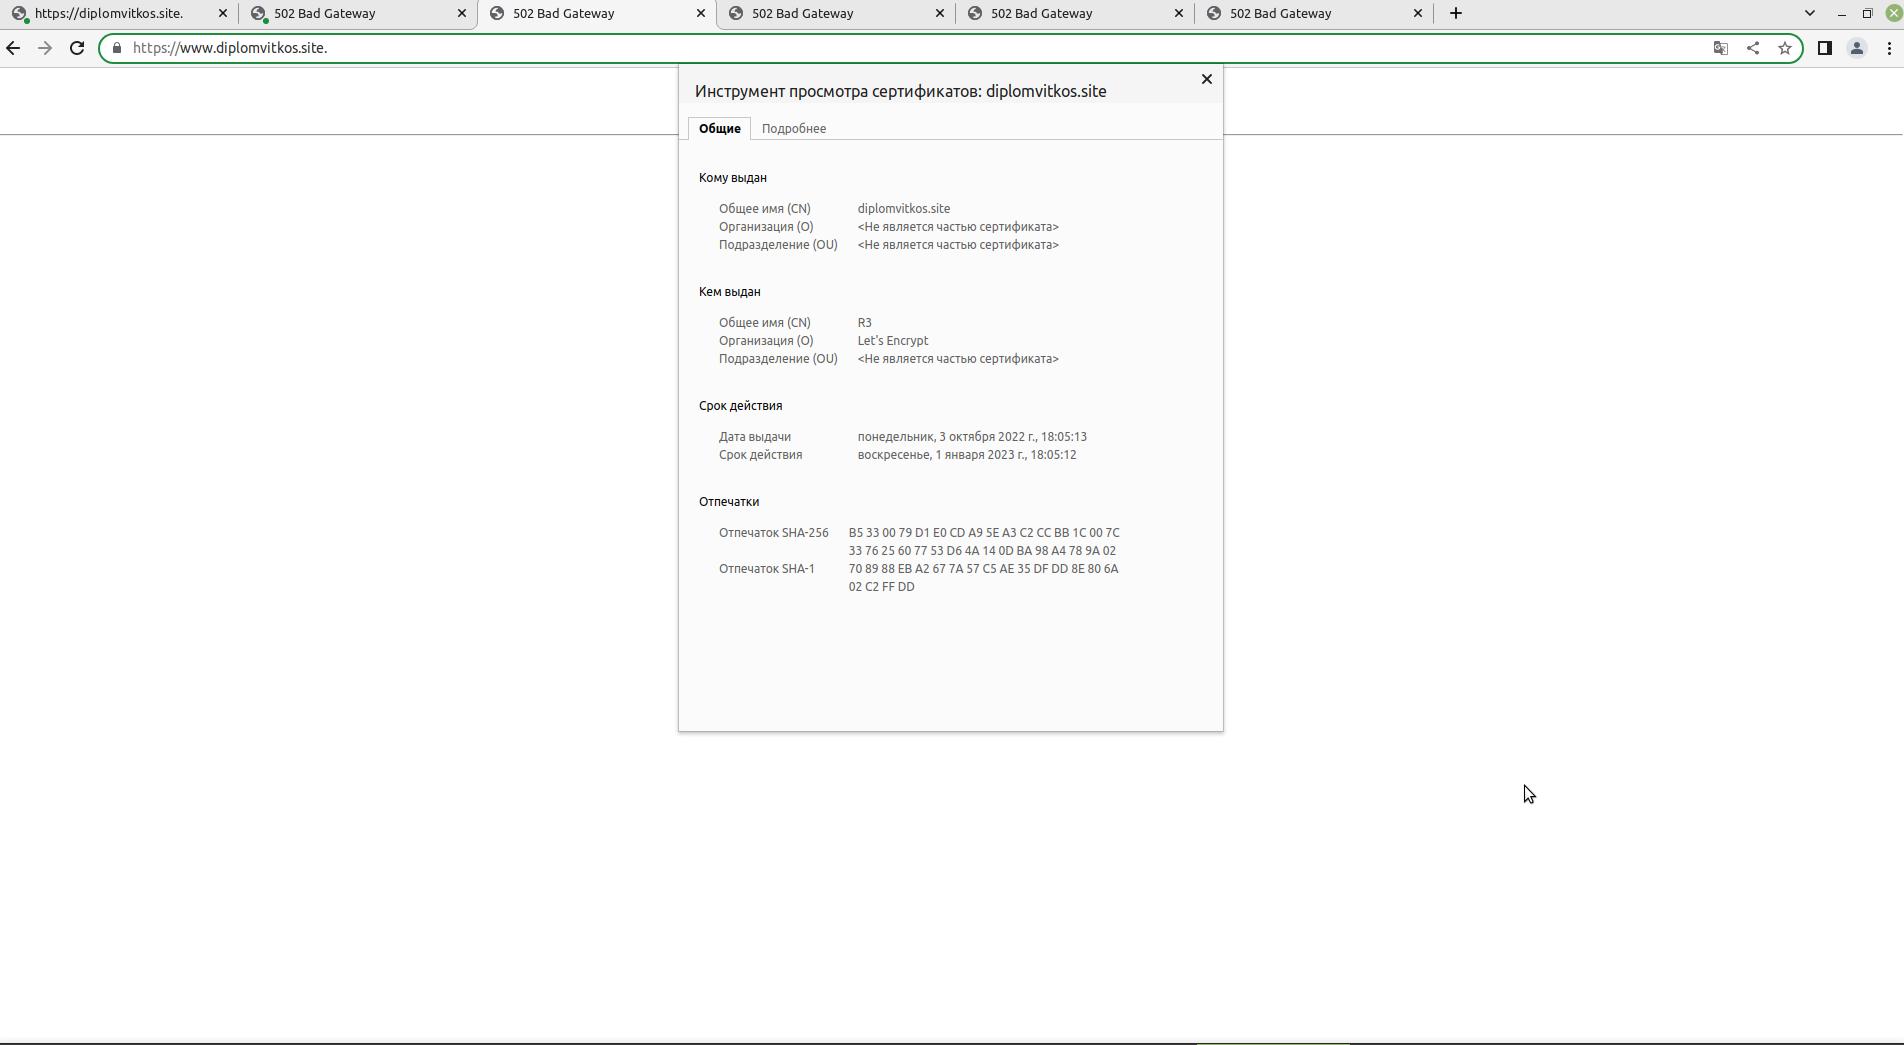 https://diplomvitkos.site. 502 Bad Gateway 502 Bad Gateway 502 Bad Gateway 502 Bad Gateway 502 Bad Gateway
https://www.diplomvitkos.site.
Инструмент просмотра сертификатов: diplomvitkos.site
Общие Подробнее
Кому выдан
Общее имя (CN) diplomvitkos.site
Организация (O) <Не является частью сертификата>
Подразделение (OU) <Не является частью сертификата>
Кем выдан
Общее имя (CN) R3
Организация (O) Let's Encrypt
Подразделение (OU) <Не является частью сертификата>
Срок действия
Дата выдачи понедельник, 3 октября 2022 г., 18:05:13
Срок действия воскресенье, 1 января 2023 г., 18:05:12
Отпечатки
Отпечаток SHA-256 B5 33 00 79 D1 E0 CD A9 5E A3 C2 CC BB 1C 00 7C
33 76 25 60 77 53 D6 4A 14 0D BA 98 A4 78 9A 02
Отпечаток SHA-1 70 89 88 EB A2 67 7A 57 C5 AE 35 DF DD 8E 80 6A
02 C2 FF DD